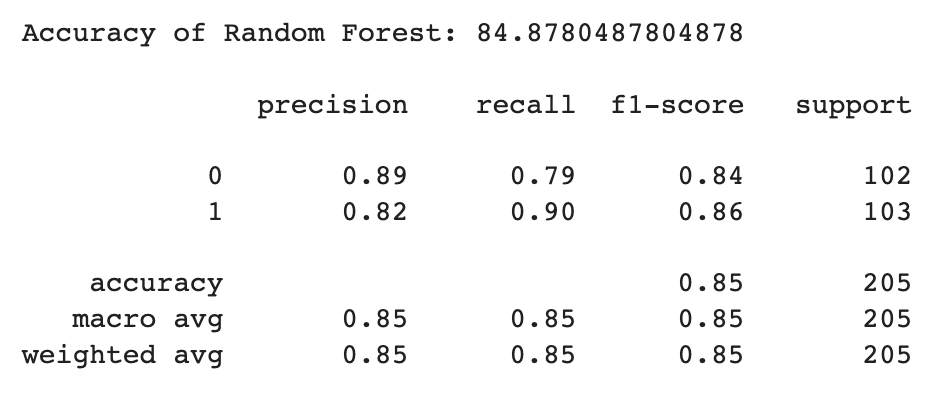 Accuracy of Random Forest: 84.8780487804878
precision recall f1-score support
0 0.89 0.79 0.84 102
1 0.82 0.90 0.86 103
accuracy 0.85 205
macro avg 0.85 0.85 0.85 205
weighted avg 0.85 0.85 0.85 205